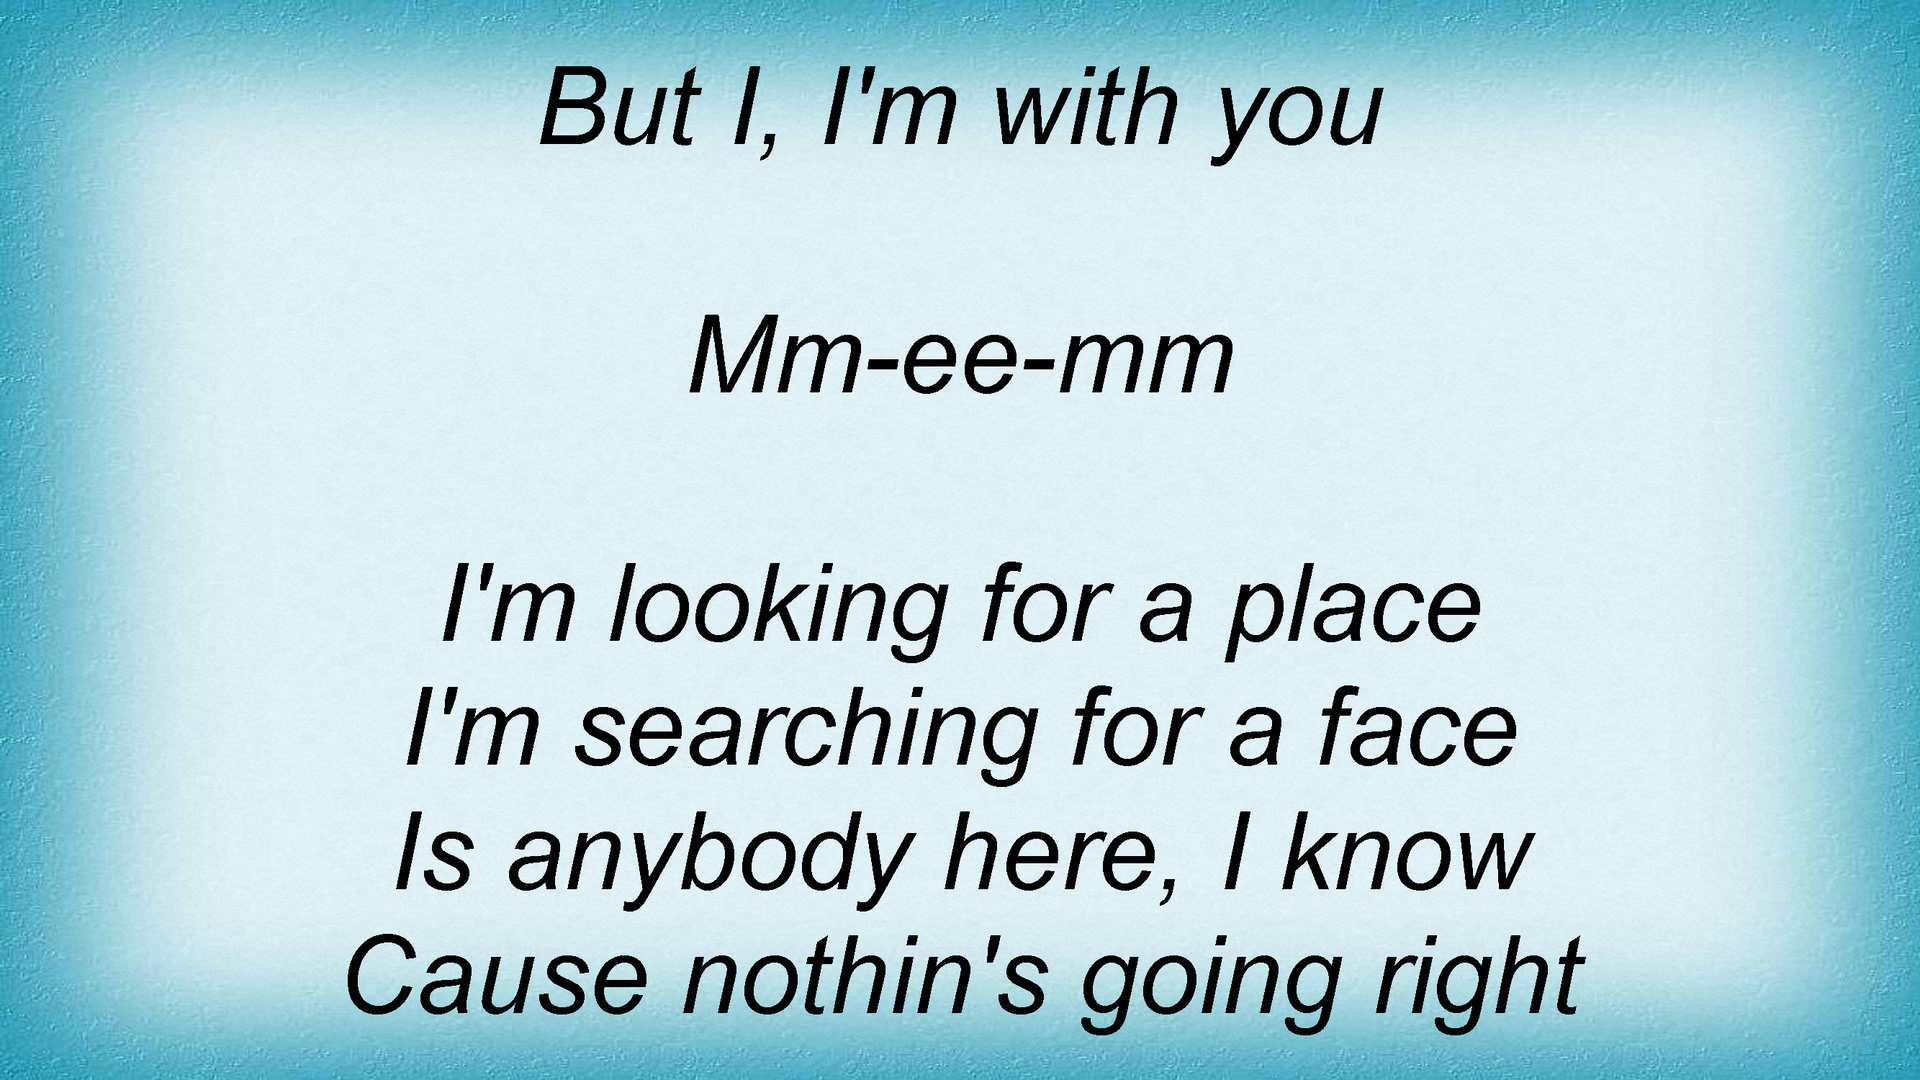 But I, I'm with you
Mm-ee-mm
I'm looking for a place
I'm searching for a face
Is anybody here, I know
Cause nothin's going right